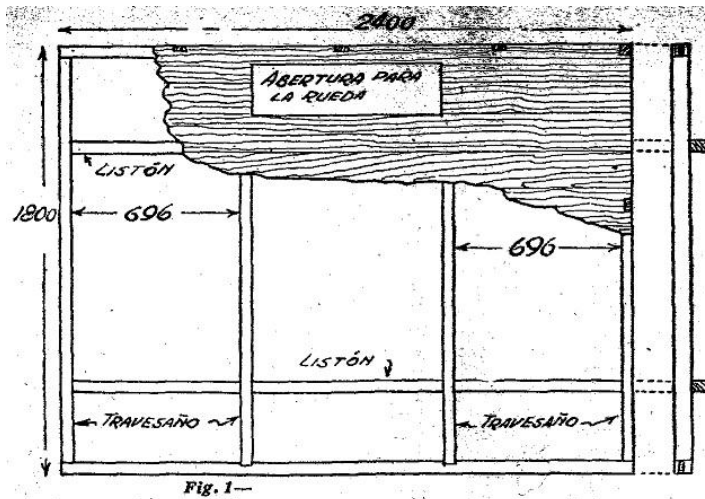 2400
ABERTURA PARA
LA RUEDA
LISTÓN
1800
696
696
LISTÓN
TRAVESAÑO
TRAVESAÑO
Fig. 1—